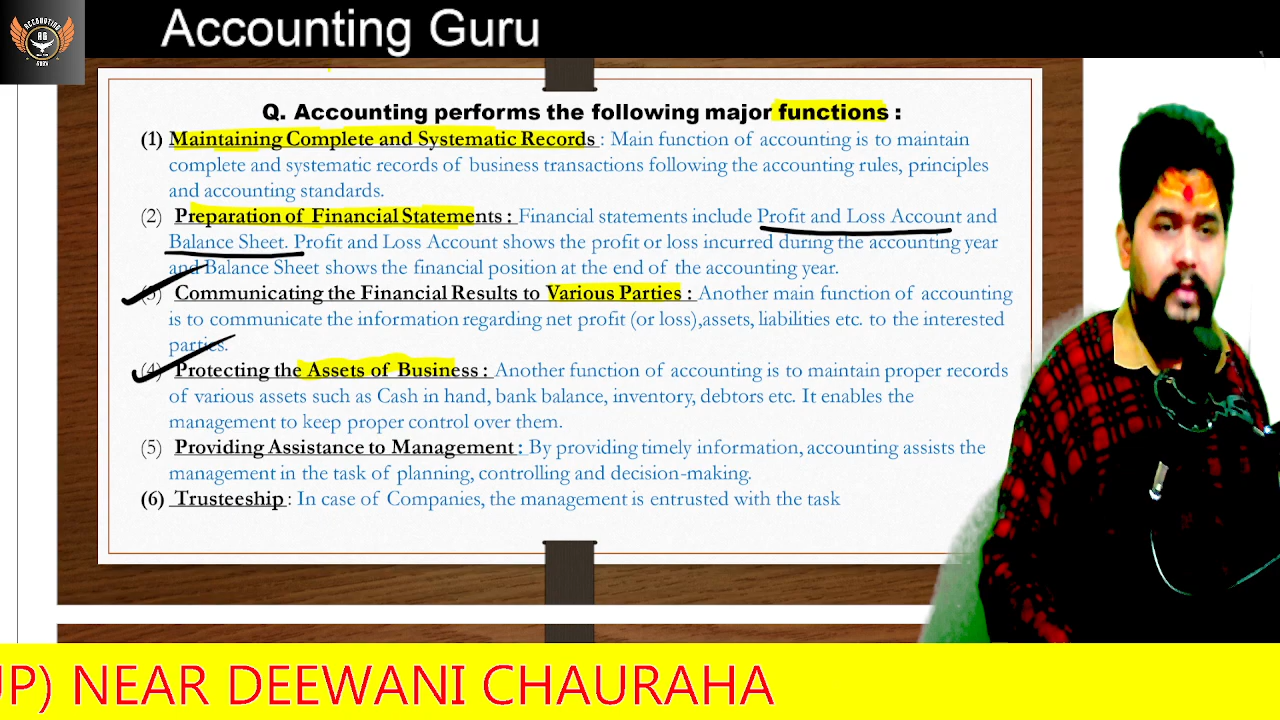 ACCOUNTING
AG
GURU
Accounting Guru
Q. Accounting performs the following major functions :
(1) Maintaining Complete and Systematic Records : Main function of accounting is to maintain
complete and systematic records of business transactions following the accounting rules, principles
and accounting standards.
(2) Preparation of Financial Statements : Financial statements include Profit and Loss Account and
Balance Sheet. Profit and Loss Account shows the profit or loss incurred during the accounting year
and Balance Sheet shows the financial position at the end of the accounting year.
(3) Communicating the Financial Results to Various Parties : Another main function of accounting
is to communicate the information regarding net profit (or loss),assets, liabilities etc. to the interested
parties.
(4) Protecting the Assets of Business : Another function of accounting is to maintain proper records
of various assets such as Cash in hand, bank balance, inventory, debtors etc. It enables the
management to keep proper control over them.
(5) Providing Assistance to Management : By providing timely information, accounting assists the
management in the task of planning, controlling and decision-making.
(6) Trusteeship : In case of Companies, the management is entrusted with the task
UP) NEAR DEEWANI CHAURAHA